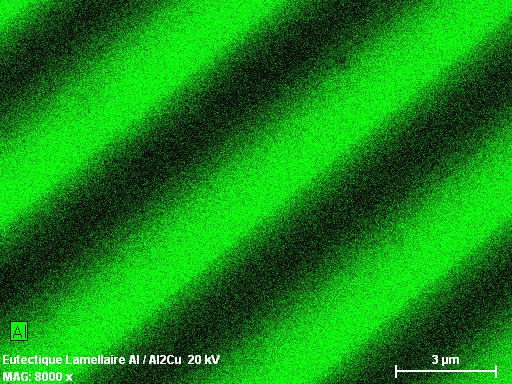 A
Eutectique Lamellaire Al / Al2Cu 20 kV
MAG: 8000 x
3 µm